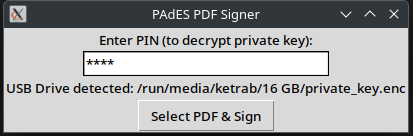 PAdES PDF Signer
Enter PIN (to decrypt private key):
****
USB Drive detected: /run/media/ketrab/16 GB/private_key.enc
Select PDF & Sign